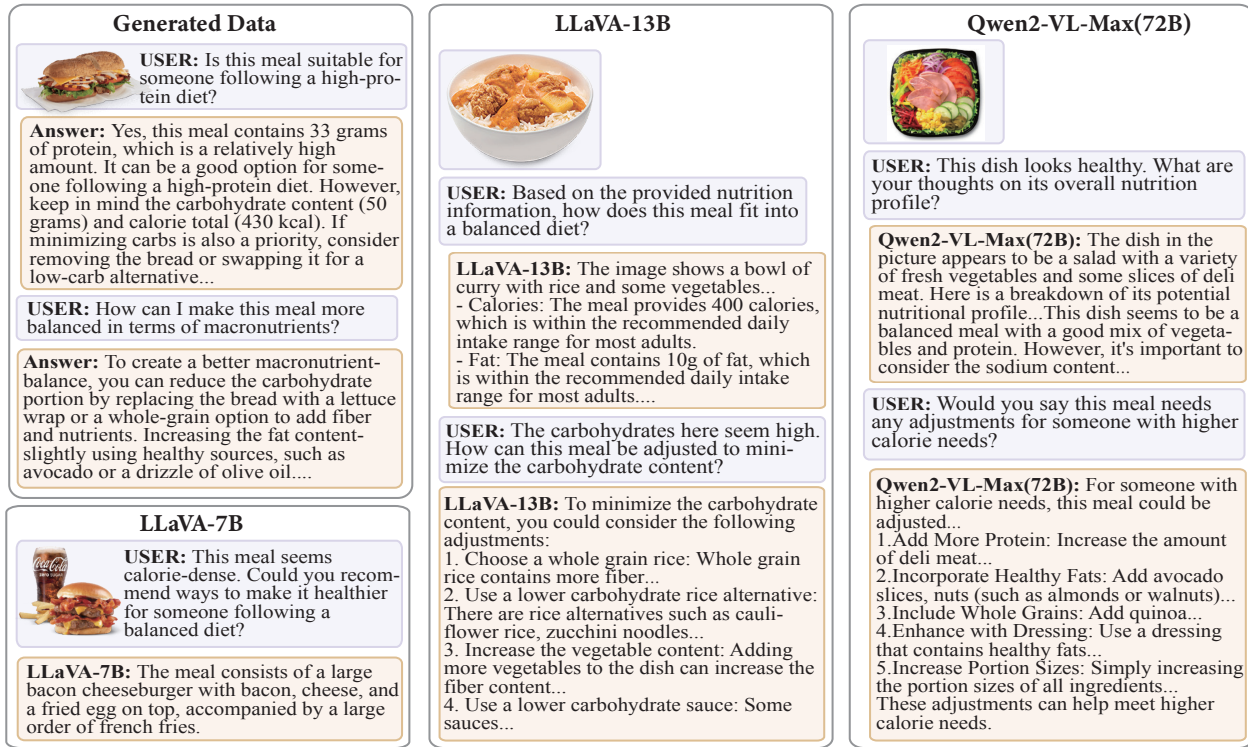 Generated Data
USER: Is this meal suitable for
someone following a high-pro-
tein diet?
Answer: Yes, this meal contains 33 grams
of protein, which is a relatively high
amount. It can be a good option for some-
one following a high-protein diet. However,
keep in mind the carbohydrate content (50
grams) and calorie total (430 kcal). If
minimizing carbs is also a priority, consider
removing the bread or swapping it for a
low-carb alternative...
USER: How can I make this meal more
balanced in terms of macronutrients?
Answer: To create a better macronutrient-
balance, you can reduce the carbohydrate
portion by replacing the bread with a lettuce
wrap or a whole-grain option to add fiber
and nutrients. Increasing the fat content-
slightly using healthy sources, such as
avocado or a drizzle of olive oil....
LLaVA-7B
Coca-Cola
ZERO SUGAR
USER: This meal seems
calorie-dense. Could you recom-
mend ways to make it healthier
for someone following a
balanced diet?
LLaVA-7B: The meal consists of a large
bacon cheeseburger with bacon, cheese, and
a fried egg on top, accompanied by a large
order of french fries.
LLaVA-13B
USER: Based on the provided nutrition
information, how does this meal fit into
a balanced diet?
LLaVA-13B: The image shows a bowl of
curry with rice and some vegetables...
- Calories: The meal provides 400 calories,
which is within the recommended daily
intake range for most adults.
- Fat: The meal contains 10g of fat, which
is within the recommended daily intake
range for most adults....
USER: The carbohydrates here seem high.
How can this meal be adjusted to mini-
mize the carbohydrate content?
LLaVA-13B: To minimize the carbohydrate
content, you could consider the following
adjustments:
1. Choose a whole grain rice: Whole grain
rice contains more fiber...
2. Use a lower carbohydrate rice alternative:
There are rice alternatives such as cauli-
flower rice, zucchini noodles...
3. Increase the vegetable content: Adding
more vegetables to the dish can increase the
fiber content...
4. Use a lower carbohydrate sauce: Some
sauces...
Qwen2-VL-Max(72B)
USER: This dish looks healthy. What are
your thoughts on its overall nutrition
profile?
Qwen2-VL-Max(72B): The dish in the
picture appears to be a salad with a variety
of fresh vegetables and some slices of deli
meat. Here is a breakdown of its potential
nutritional profile...This dish seems to be a
balanced meal with a good mix of vegeta-
bles and protein. However, it's important to
consider the sodium content...
USER: Would you say this meal needs
any adjustments for someone with higher
calorie needs?
Qwen2-VL-Max(72B): For someone with
higher calorie needs, this meal could be
adjusted...
1.Add More Protein: Increase the amount
of deli meat...
2.Incorporate Healthy Fats: Add avocado
slices, nuts (such as almonds or walnuts)...
3.Include Whole Grains: Add quinoa...
4.Enhance with Dressing: Use a dressing
that contains healthy fats...
5.Increase Portion Sizes: Simply increasing
the portion sizes of all ingredients...
These adjustments can help meet higher
calorie needs.